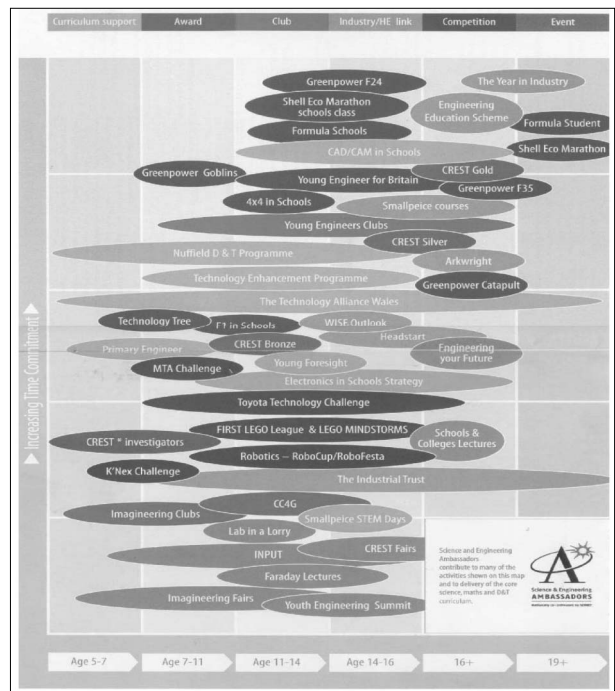 Curriculum support Award Club Industry/HE link Competition Event
Greenpower F24
The Year in Industry
Shell Eco Marathon
schools class
Engineering
Education Scheme
Formula Student
Formula Schools
CAD/CAM in Schools
Shell Eco Marathon
Greenpower Goblins
CREST Gold
Young Engineer for Britain
Greenpower F35
4x4 in Schools
Smallpeice courses
Young Engineers Clubs
CREST Silver
Nuffield D & T Programme
Arkwright
Technology Enhancement Programme
Greenpower Catapult
The Technology Alliance Wales
Technology Tree
F1 in Schools
WISE Outlook
Headstart
Primary Engineer
CREST Bronze
Engineering
your Future
Young Foresight
MTA Challenge
Electronics in Schools Strategy
Toyota Technology Challenge
FIRST LEGO League & LEGO MINDSTORMS
Schools &
Colleges Lectures
CREST * investigators
Robotics – RoboCup/RoboFesta
K'Nex Challenge
The Industrial Trust
CC4G
Imagineering Clubs
Smallpeice STEM Days
Lab in a Lorry
CREST Fairs
INPUT
Faraday Lectures
Imagineering Fairs
Youth Engineering Summit
Increasing Time Commitment
Science and Engineering
Ambassadors
contribute to many of the
activities shown on this map
and to delivery of the core
science, maths and D&T
curriculum.
Science & Engineering
AMBASSADORS
Age 5-7 Age 7-11 Age 11-14 Age 14-16 16+ 19+